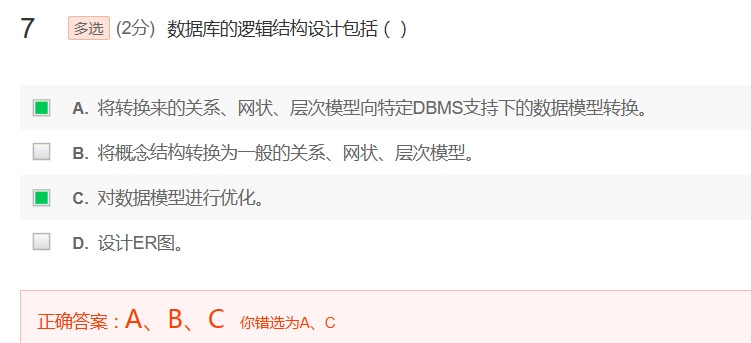 7 多选 (2分) 数据库的逻辑结构设计包括（ ）
A. 将转换来的关系、网状、层次模型向特定DBMS支持下的数据模型转换。
B. 将概念结构转换为一般的关系、网状、层次模型。
C. 对数据模型进行优化。
D. 设计ER图。
正确答案：A、B、C 你错选为A、C